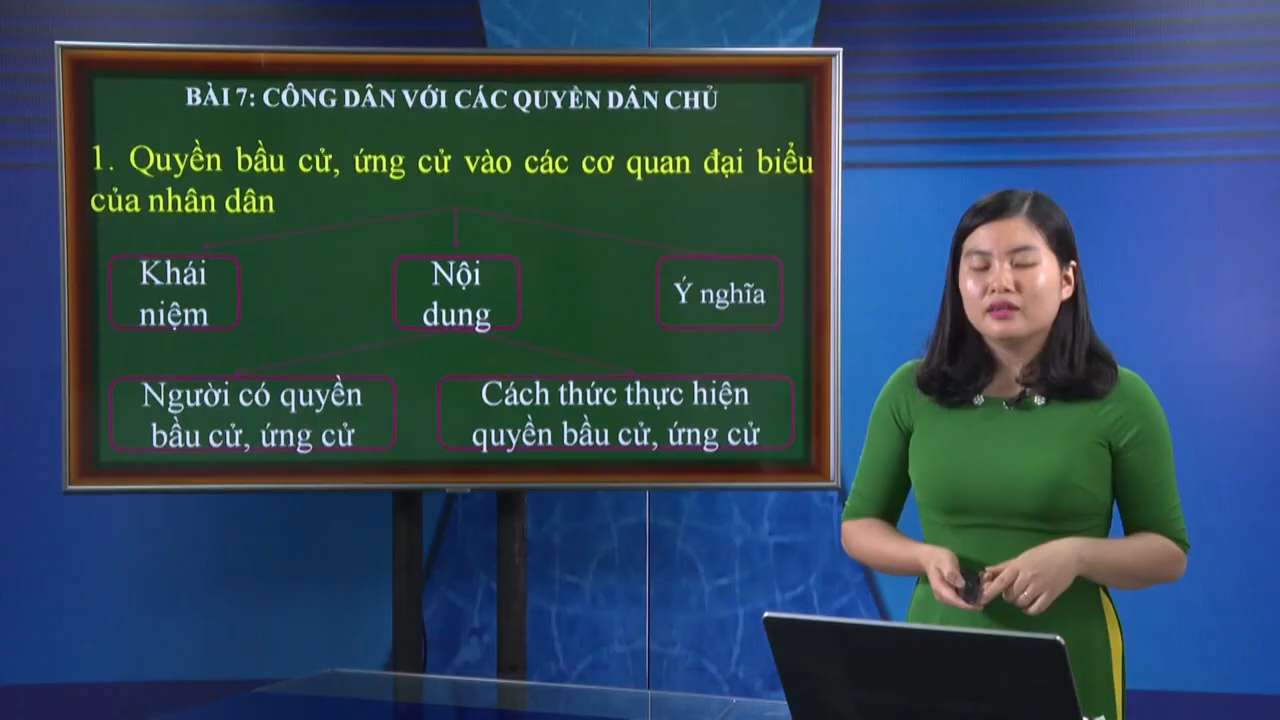 BÀI 7: CÔNG DÂN VỚI CÁC QUYỀN DÂN CHỦ
1. Quyền bầu cử, ứng cử vào các cơ quan đại biểu
của nhân dân
Khái
niệm
Nội
dung
Ý nghĩa
Người có quyền
bầu cử, ứng cử
Cách thức thực hiện
quyền bầu cử, ứng cử